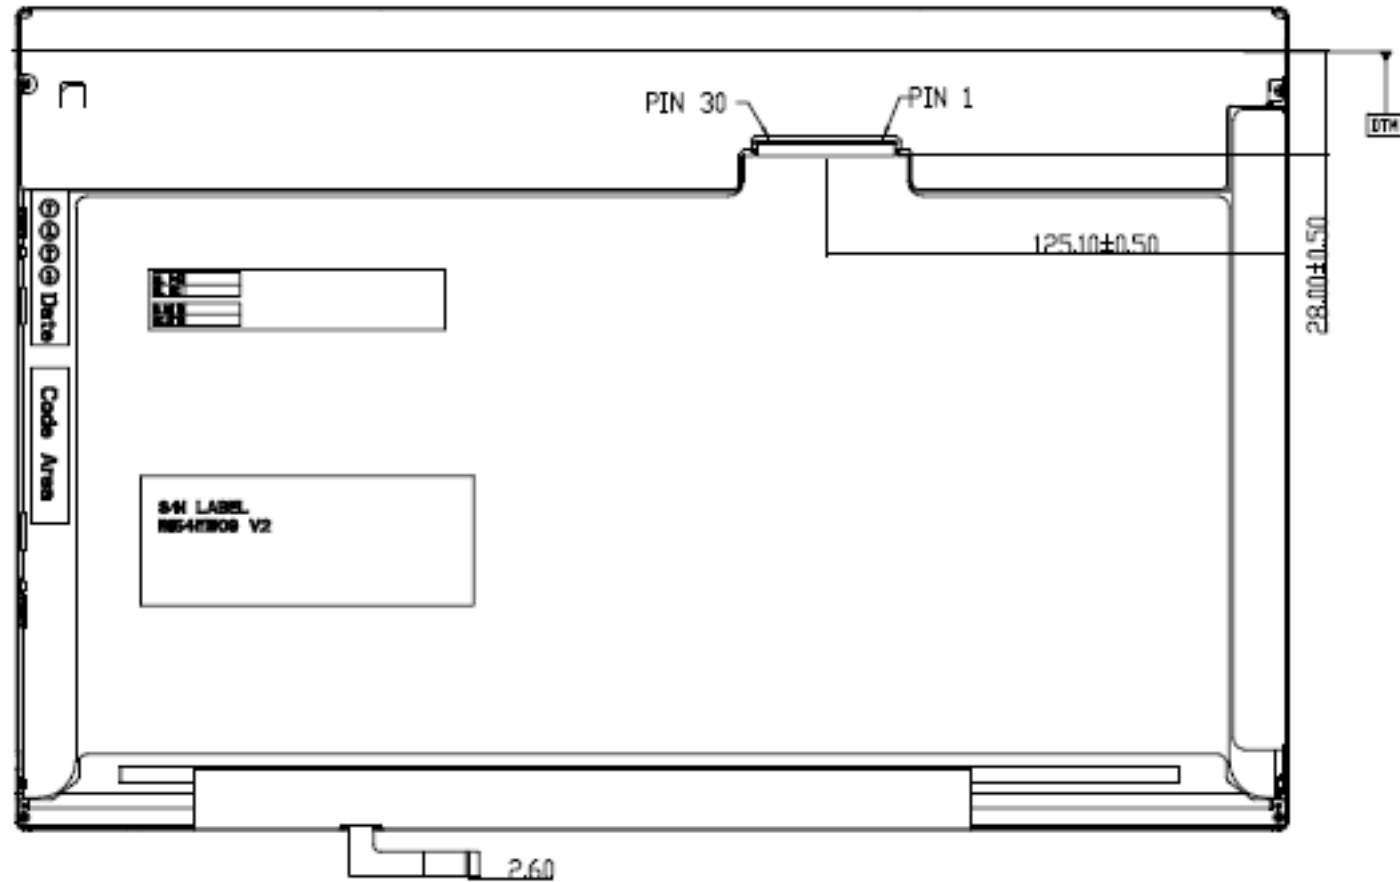 PIN 30
PIN 1
DTM
125.10±0.50
28.00±0.50
Date
Code Area
S/N LABEL
V2
2.60